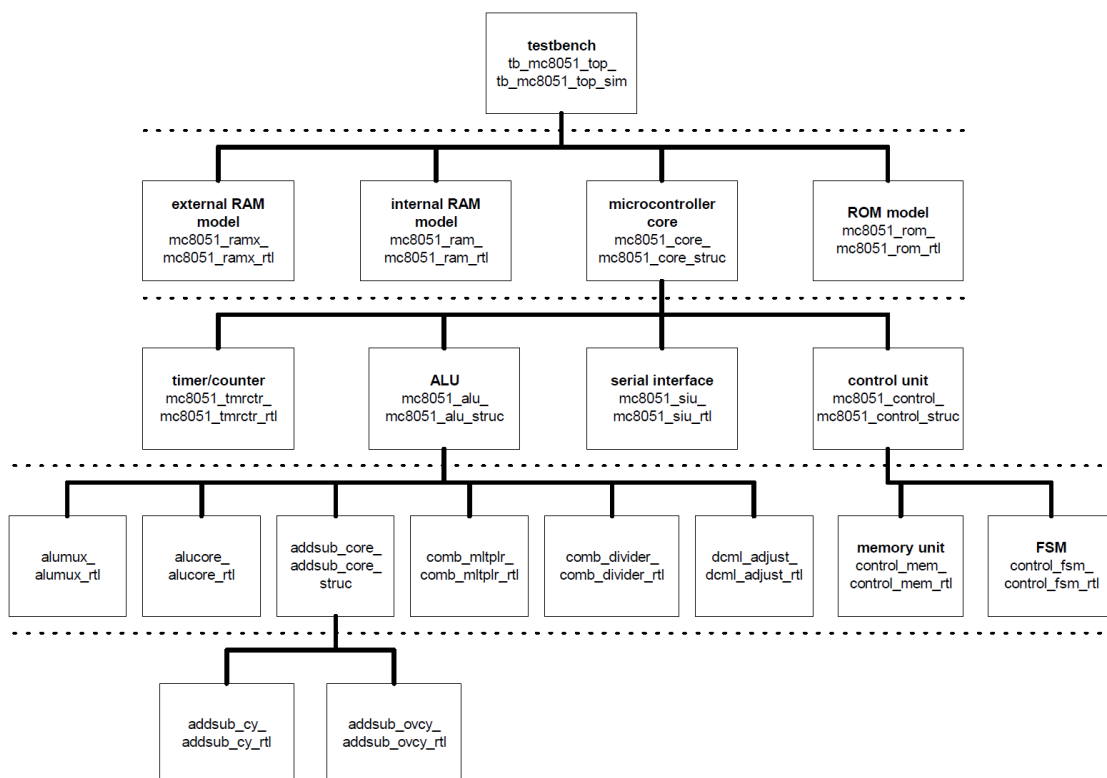 testbench
tb_mc8051_top_
tb_mc8051_top_sim
external RAM
model
mc8051_ramx_
mc8051_ramx_rtl
internal RAM
model
mc8051_ram_
mc8051_ram_rtl
microcontroller
core
mc8051_core_
mc8051_core_struc
ROM model
mc8051_rom_
mc8051_rom_rtl
timer/counter
mc8051_tmrctr_
mc8051_tmrctr_rtl
ALU
mc8051_alu_
mc8051_alu_struc
serial interface
mc8051_siu_
mc8051_siu_rtl
control unit
mc8051_control_
mc8051_control_struc
alumux_
alumux_rtl
alucore_
alucore_rtl
addsub_core_
addsub_core_
struc
comb_mltplr_
comb_mltplr_rtl
comb_divider_
comb_divider_rtl
dcml_adjust_
dcml_adjust_rtl
memory unit
control_mem_
control_mem_rtl
FSM
control_fsm_
control_fsm_rtl
addsub_cy_
addsub_cy_rtl
addsub_ovcy_
addsub_ovcy_rtl